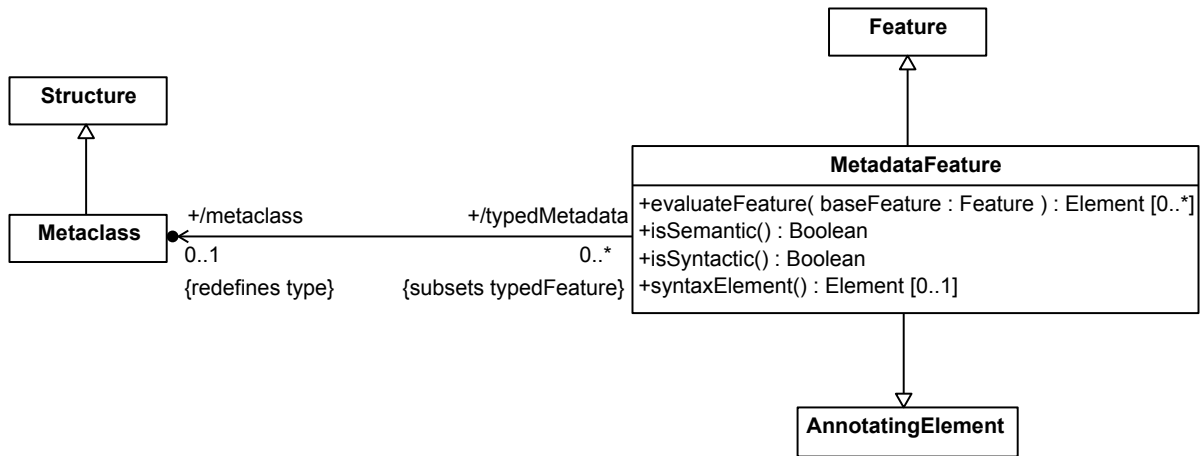 Feature
Structure
MetadataFeature
+evaluateFeature( baseFeature : Feature ) : Element [0..*]
+isSemantic() : Boolean
+isSyntactic() : Boolean
+syntaxElement() : Element [0..1]
Metaclass
+/metaclass
+/typedMetadata
0..1
0..*
{redefines type}
{subsets typedFeature}
AnnotatingElement